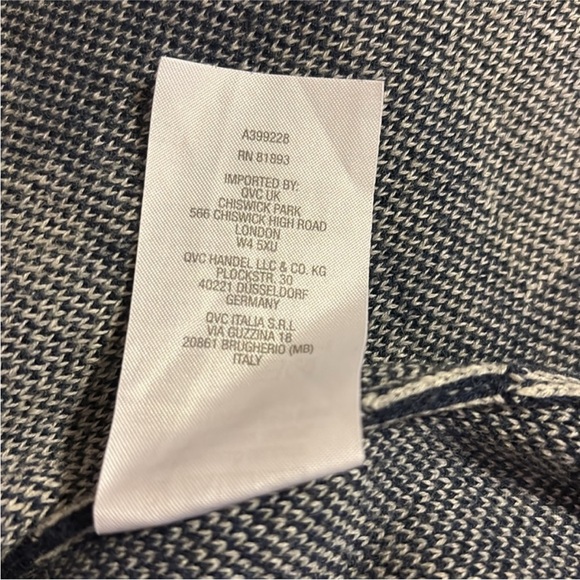 A399228
RN 81893
IMPORTED BY:
QVC UK
CHISWICK PARK
566 CHISWICK HIGH ROAD
LONDON
W4 5XU
QVC HANDEL LLC & CO. KG
PLOCKSTR. 30
40221 DUSSELDORF
GERMANY
QVC ITALIA S.R.L
VIA GUZZINA 18
20861 BRUGHERIO (MB)
ITALY